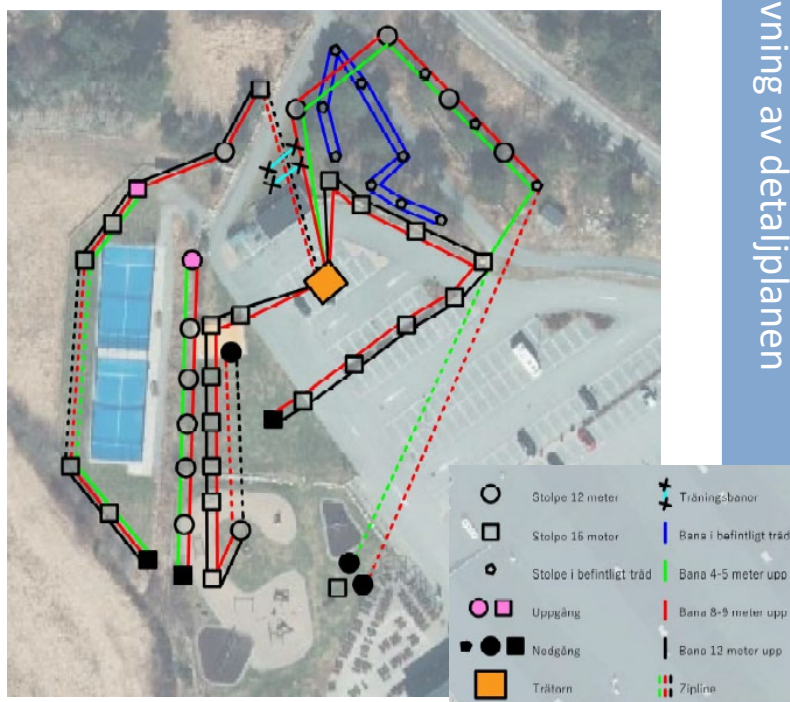 vning av detaljplanen
Stolpe 12 meter
Stolpe 16 meter
Stolpe i befintligt träd
Uppgång
Nedgång
Trätorn
Träningsbanor
Bana i befintligt träd
Bana 4-5 meter upp
Bana 8-9 meter upp
Bana 12 meter upp
Zipline